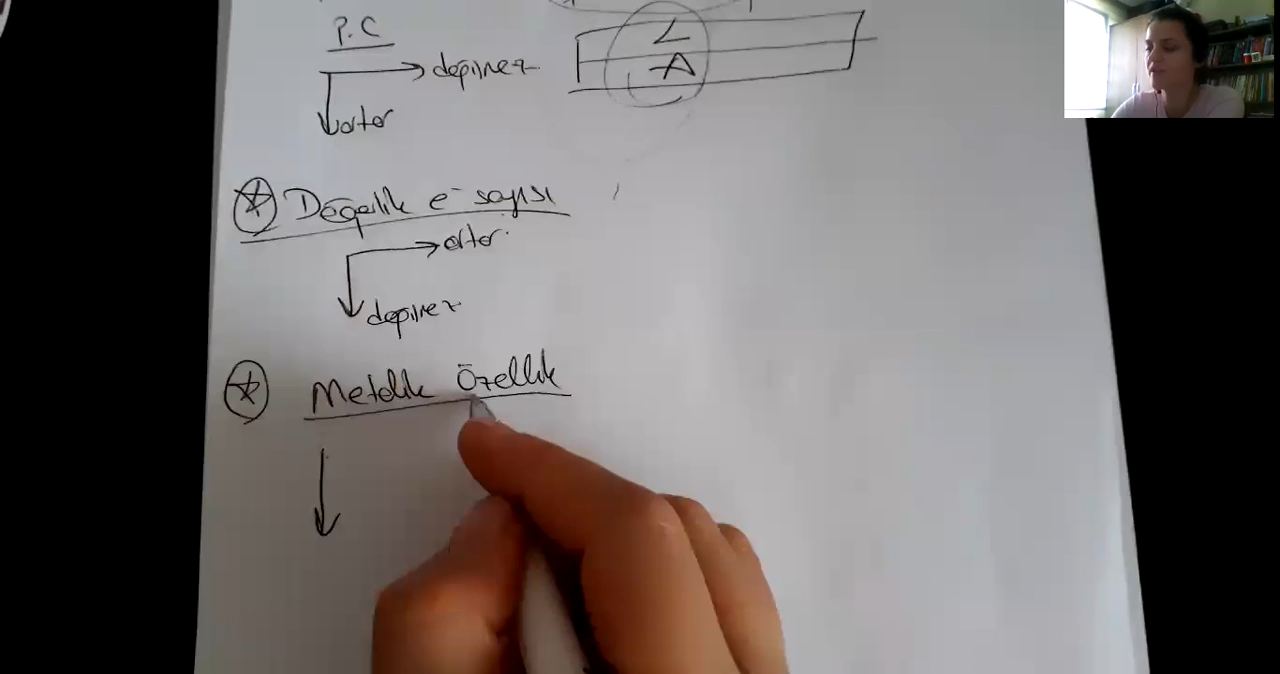 P.C
değişmez
artar
L
A
Değerlik e⁻ sayısı
artar
değişmez
Metalik Özellik